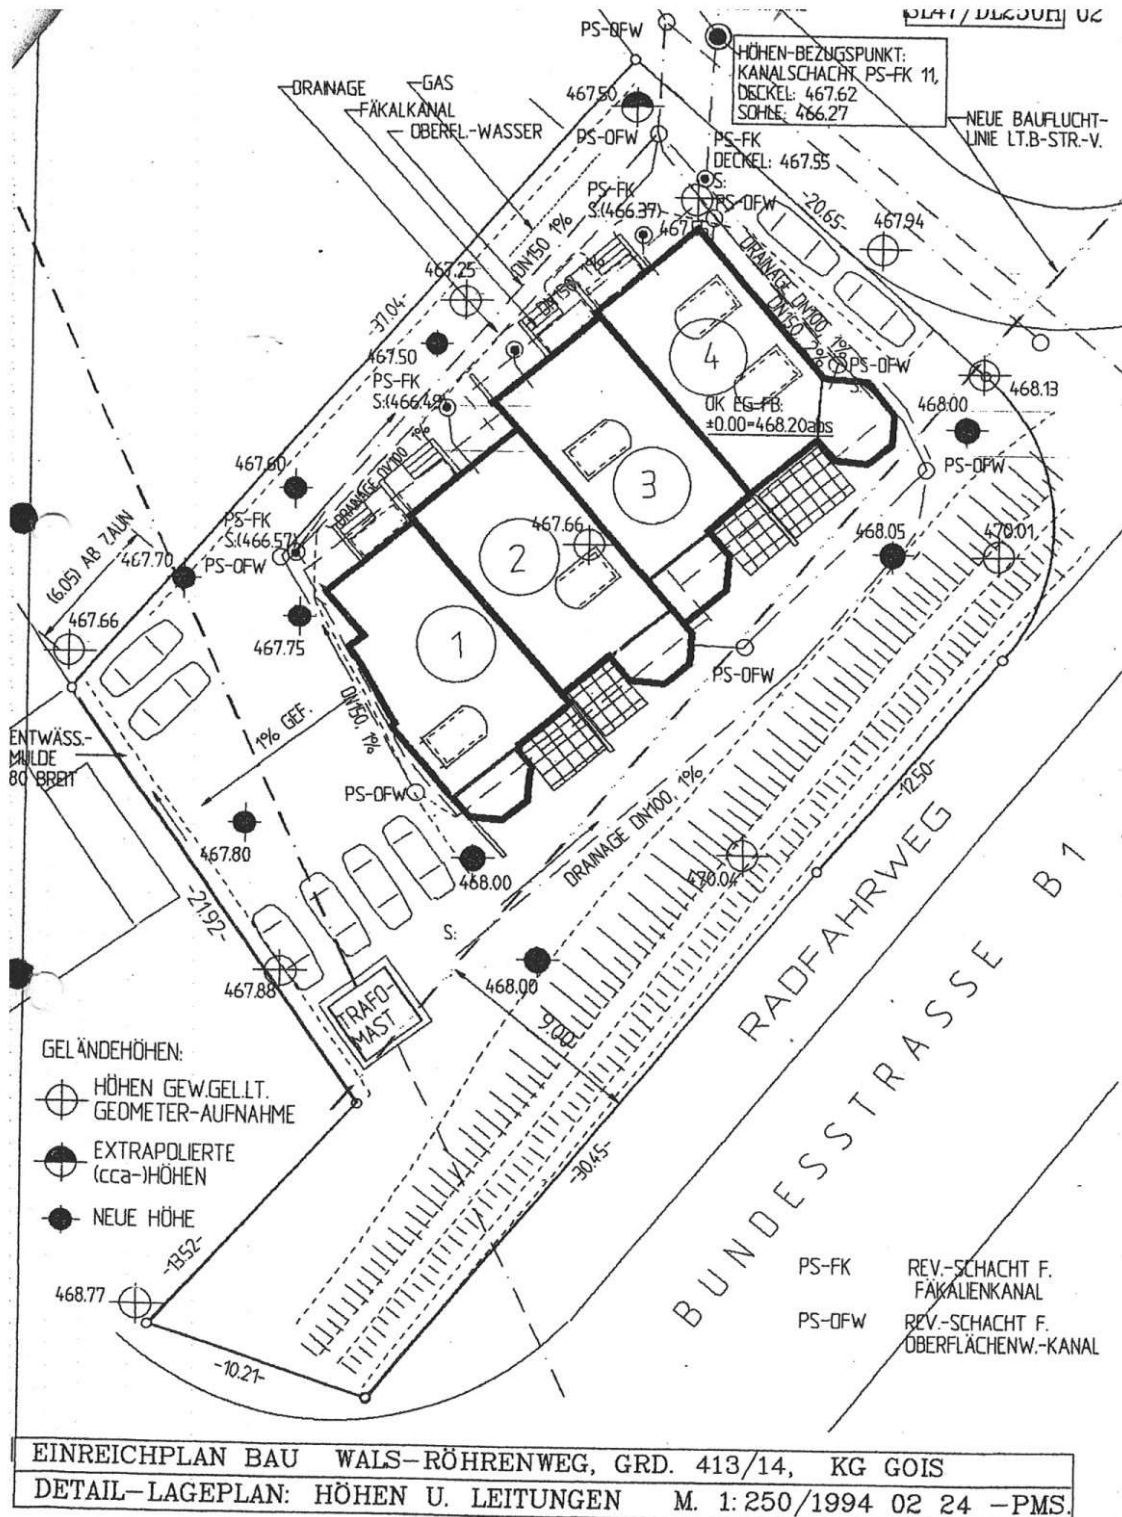 PS-OFW
HÖHEN-BEZUGSPUNKT:
KANALSCHACHT PS-FK 11,
DECKEL: 467.62
SOHLE: 466.27
DRAINAGE
GAS
FÄKALKANAL
OBERFL.-WASSER
467.50
PS-OFW
NEUE BAUFLUCHT-
LINIE LT.B-STR.-V.
PS-FK
DECKEL: 467.55
S:
PS-OFW
PS-FK
S:(466.37)
-20.65-
467.94
DN150 1%
DN150 1%
DRAINAGE DN100 1%
DN150 2%
467.25
-37.04-
467.50
PS-FK
S:(466.49)
4
OK EG-FB:
±0.00=468.20abs
PS-OFW
S:
468.13
468.00
PS-OFW
467.60
DRAINAGE DN100 1%
PS-FK
S:(466.57)
PS-OFW
3
467.66
2
468.05
470.01
(6.05) AB ZAUN
467.70
467.66
467.75
1
PS-OFW
DN150, 1%
1% GEF.
ENTWÄSS.-
MULDE
80 BREIT
PS-OFW
467.80
DRAINAGE DN100, 1%
-12.50-
470.04
468.00
-21.92-
S:
467.88
468.00
9.00
TRAFO-
MAST
RADFAHRWEG
BUNDESSTRASSE B1
GELÄNDEHÖHEN:
HÖHEN GEW.GEL.LT.
GEOMETER-AUFNAHME
EXTRAPOLIERTE
(cca-)HÖHEN
NEUE HÖHE
-30.45-
-13.52-
468.77
-10.21-
PS-FK REV.-SCHACHT F.
FÄKALIENKANAL
PS-OFW REV.-SCHACHT F.
OBERFLÄCHENW.-KANAL
EINREICHPLAN BAU WALS-RÖHRENWEG, GRD. 413/14, KG GOIS
DETAIL-LAGEPLAN: HÖHEN U. LEITUNGEN M. 1:250/1994 02 24 -PMS.